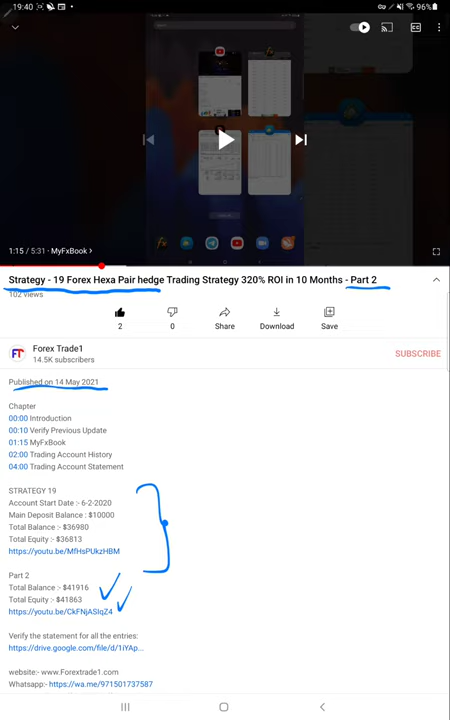 19:40
96%
1:15 / 5:31 · MyFxBook >
Strategy - 19 Forex Hexa Pair hedge Trading Strategy 320% ROI in 10 Months - Part 2
102 views
2
0
Share
Download
Save
FT
Forex Trade1
14.5K subscribers
SUBSCRIBE
Published on 14 May 2021
Chapter
00:00 Introduction
00:10 Verify Previous Update
01:15 MyFxBook
02:00 Trading Account History
04:00 Trading Account Statement
STRATEGY 19
Account Start Date :- 6-2-2020
Main Deposit Balance : $10000
Total Balance :- $36980
Total Equity :- $36813
https://youtu.be/MfHsPUkzHBM
Part 2
Total Balance :- $41916
Total Equity :- $41863
https://youtu.be/CkFNjASIqZ4
Verify the statement for all the entries:
https://drive.google.com/file/d/1iYAp...
website:- www.Forextrade1.com
Whatsapp:- https://wa.me/971501737587